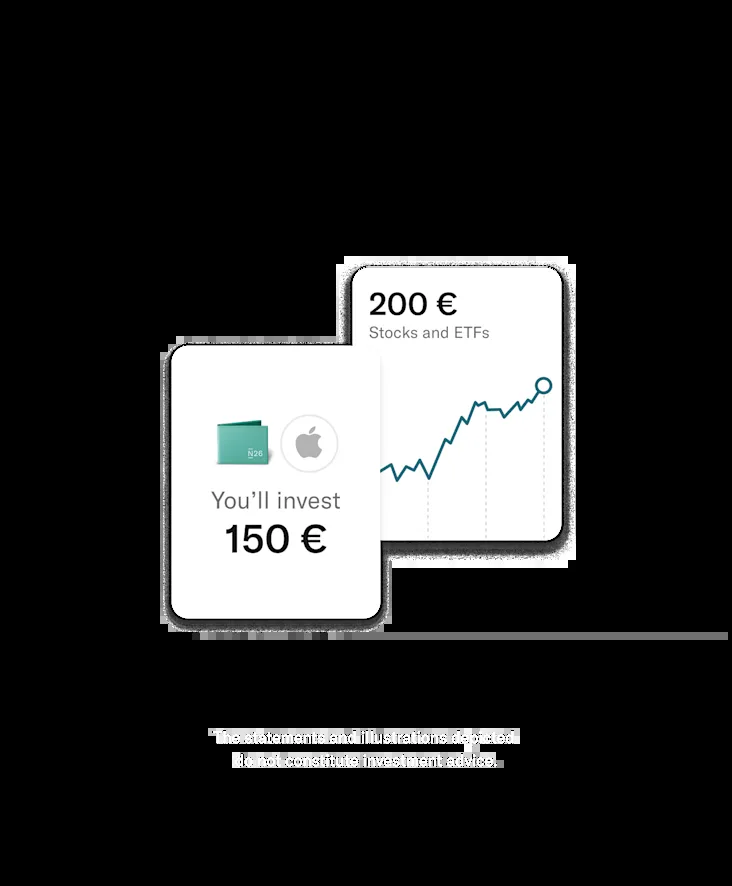 200 €
Stocks and ETFs
N26
You'll invest
150 €
The statements and illustrations depicted
do not constitute investment advice.